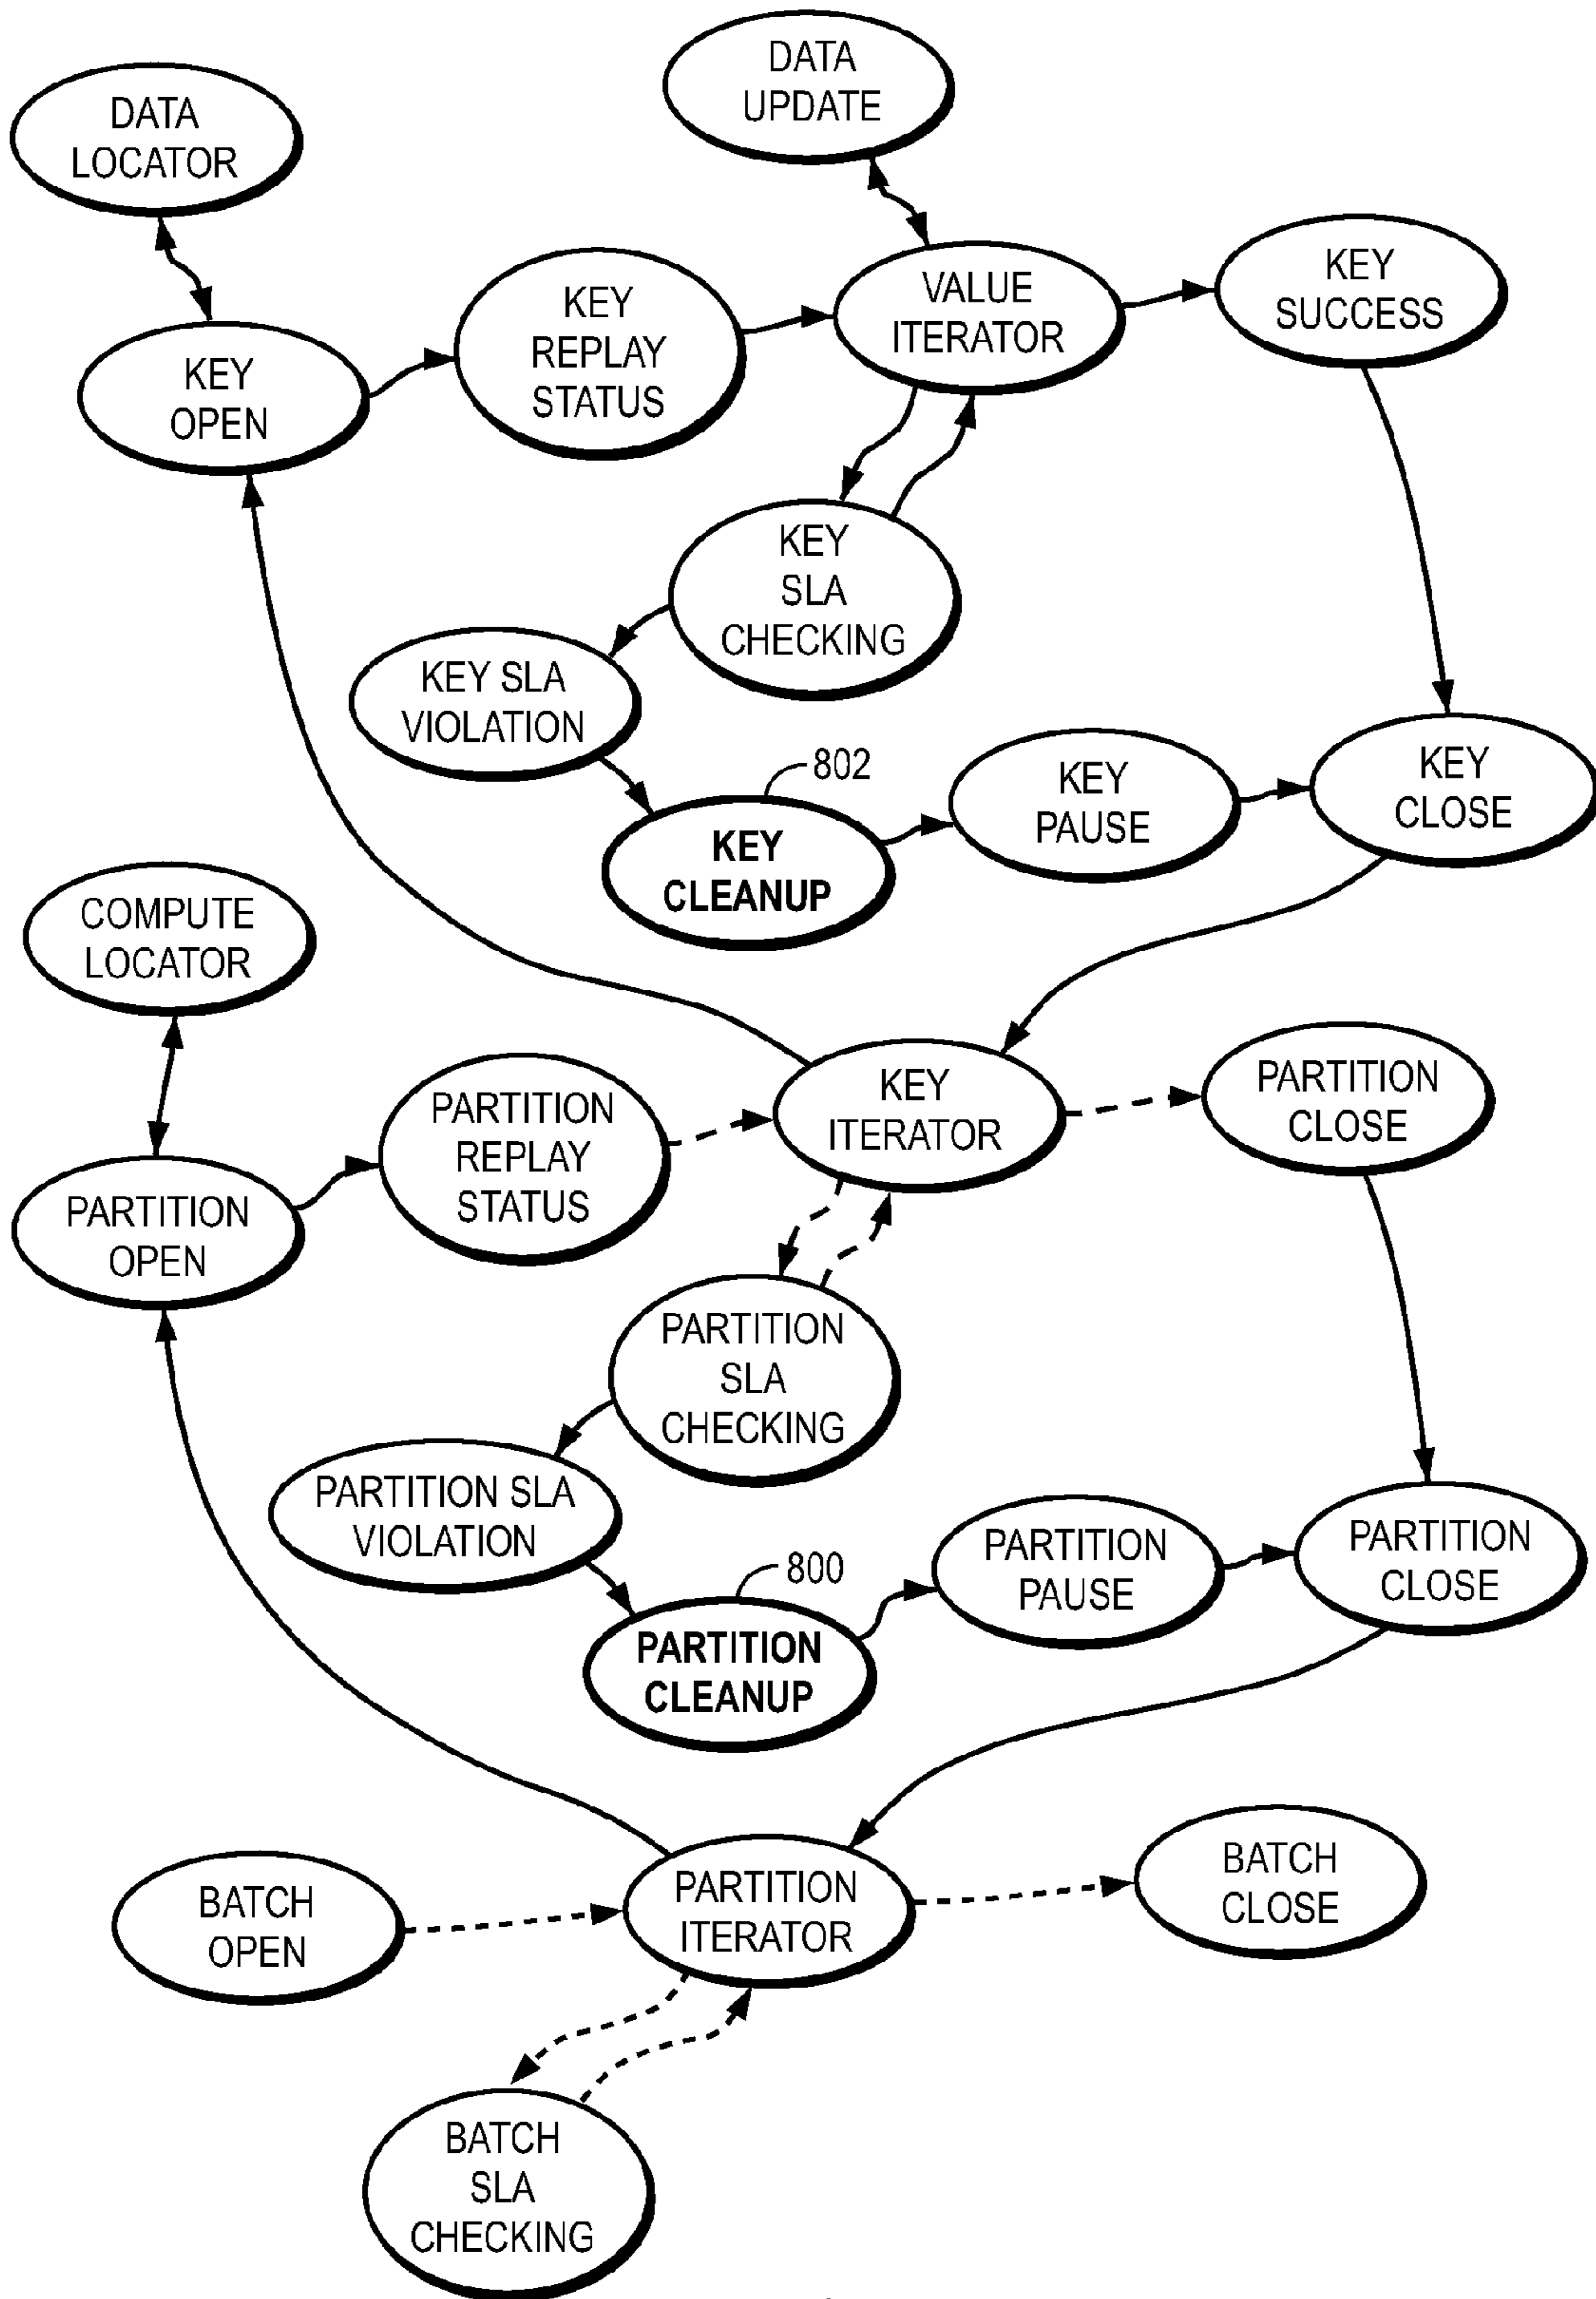 DATA
UPDATE
DATA
LOCATOR
KEY
SUCCESS
VALUE
ITERATOR
KEY
REPLAY
STATUS
KEY
OPEN
KEY
SLA
CHECKING
KEY SLA
VIOLATION
802
KEY
CLEANUP
KEY
PAUSE
KEY
CLOSE
COMPUTE
LOCATOR
KEY
ITERATOR
PARTITION
CLOSE
PARTITION
REPLAY
STATUS
PARTITION
OPEN
PARTITION
SLA
CHECKING
PARTITION SLA
VIOLATION
800
PARTITION
CLEANUP
PARTITION
PAUSE
PARTITION
CLOSE
BATCH
OPEN
PARTITION
ITERATOR
BATCH
CLOSE
BATCH
SLA
CHECKING